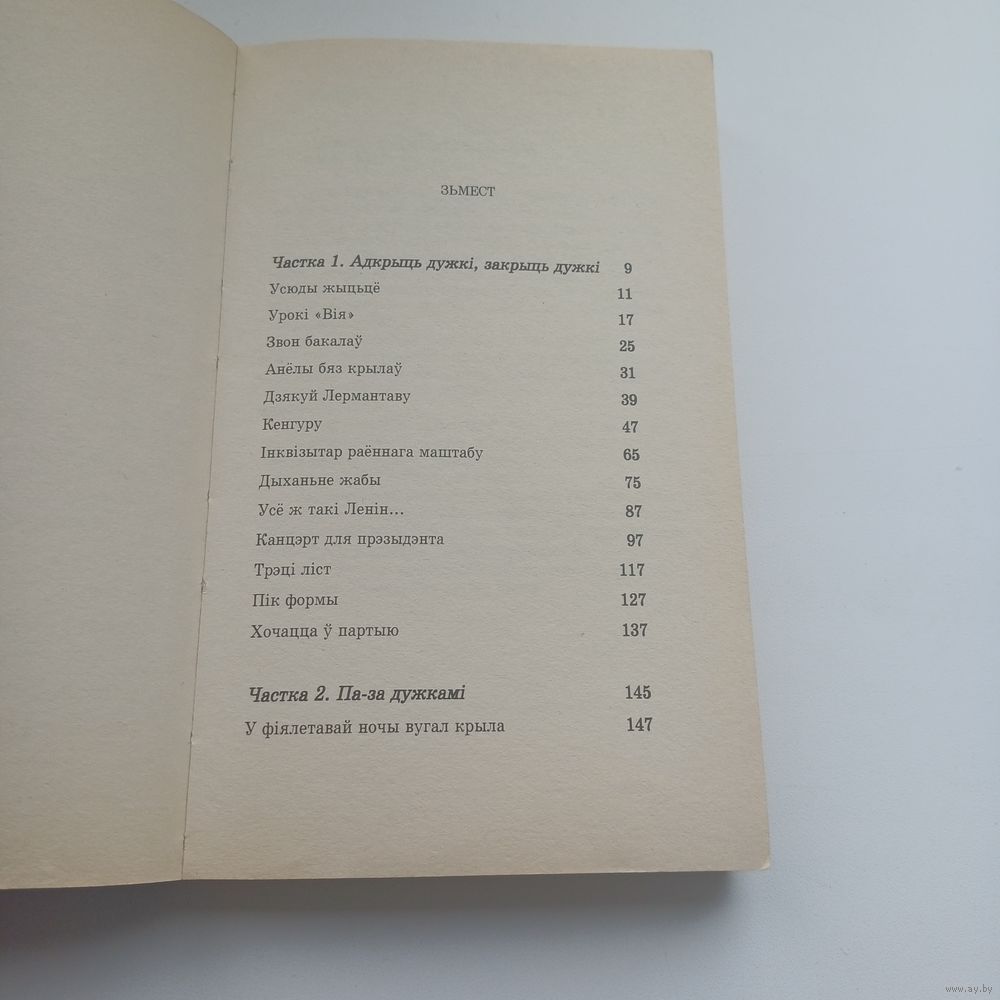 ЗЬМЕСТ
Частка 1. Адкрыць дужкі, закрыць дужкі 9
Усюды жыцьцё 11
Урокі «Вія» 17
Звон бакалаў 25
Анёлы бяз крылаў 31
Дзякуй Лермантаву 39
Кенгуру 47
Інквізытар раённага маштабу 65
Дыханьне жабы 75
Усё ж такі Ленін... 87
Канцэрт для прэзыдэнта 97
Трэці ліст 117
Пік формы 127
Хочацца ў партыю 137
Частка 2. Па-за дужкамі 145
У фіялетавай ночы вугал крыла 147
www.ay.by